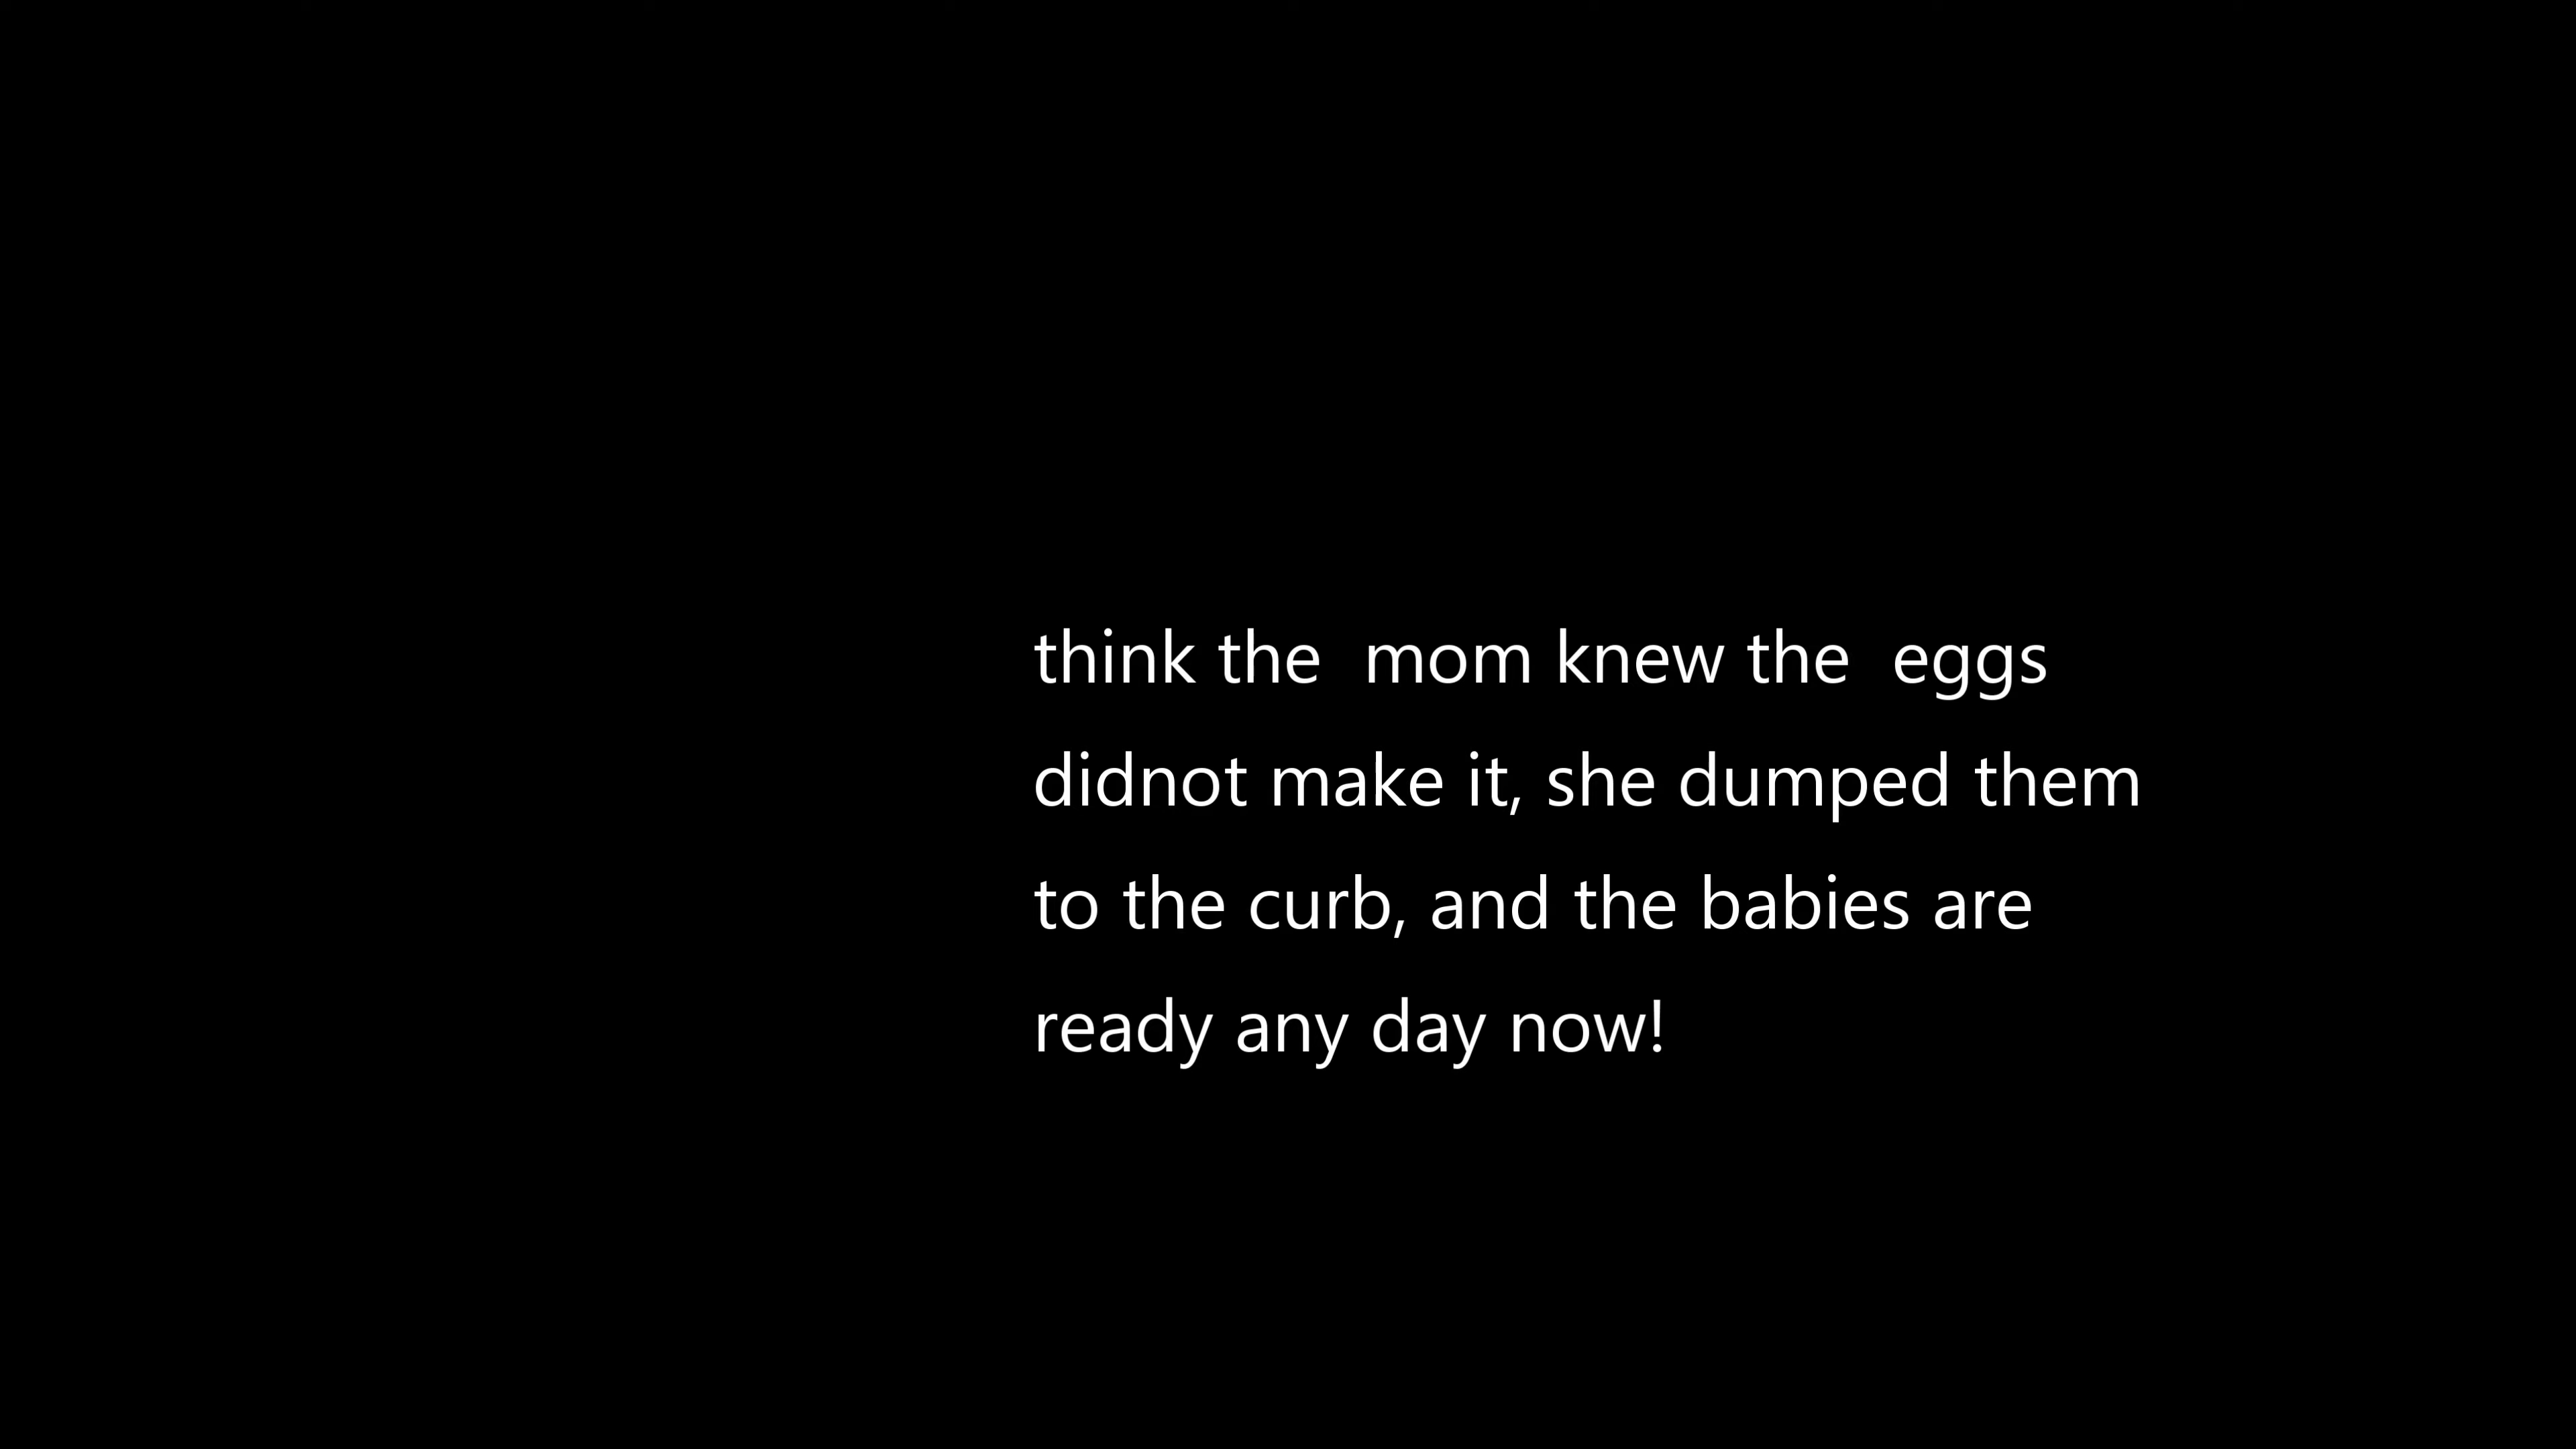 think the  mom knew the  eggs
didnot make it, she dumped them
to the curb, and the babies are
ready any day now!